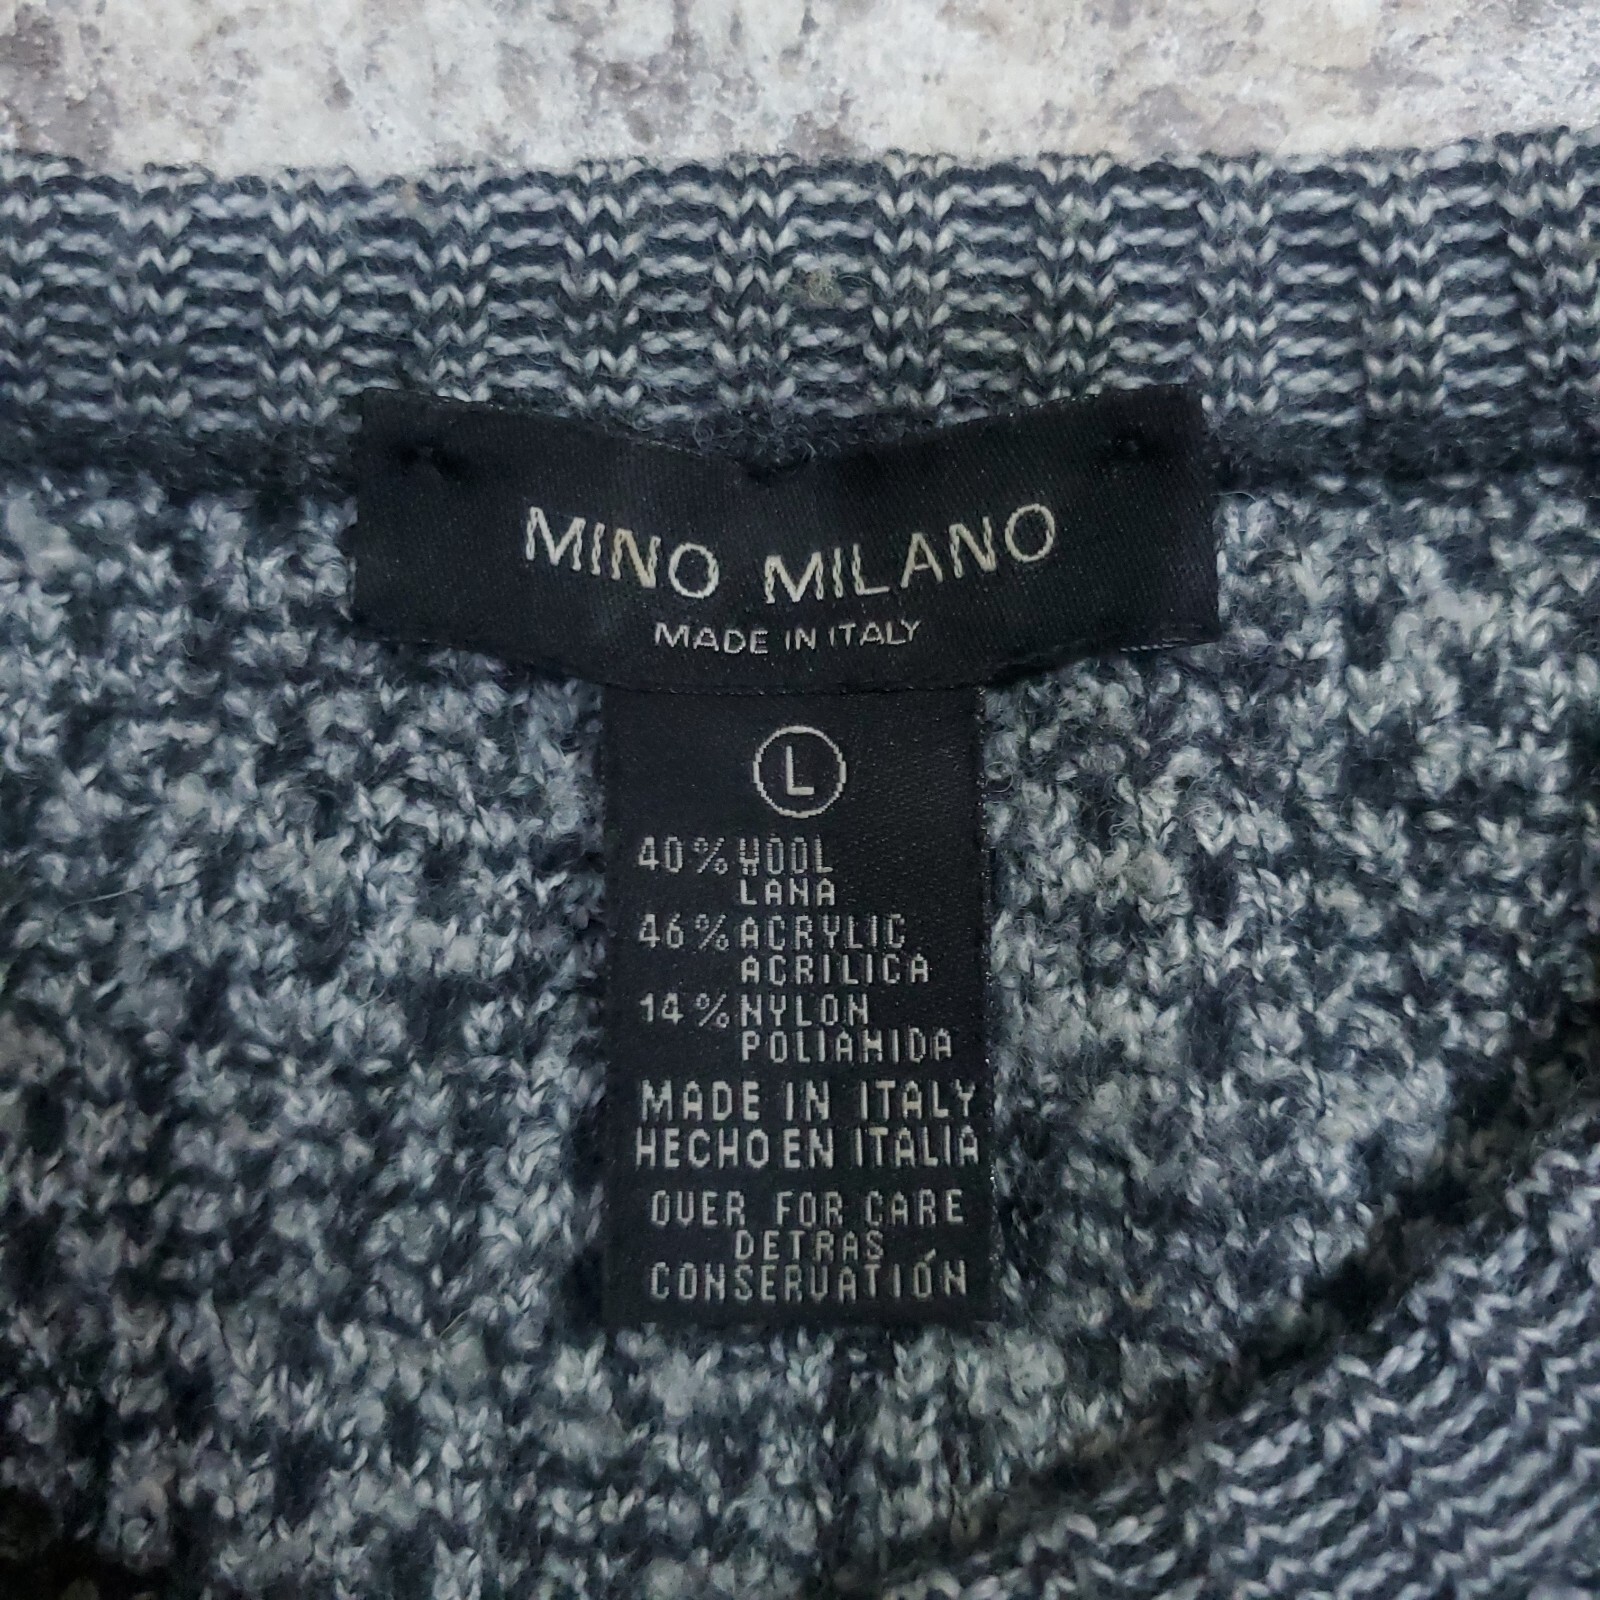 MINO MILANO
MADE IN ITALY
L
40% WOOL
LANA
46% ACRYLIC
ACRILICA
14% NYLON
POLIAMIDA
MADE IN ITALY
HECHO EN ITALIA
OVER FOR CARE
DETRAS
CONSERVATIÓN